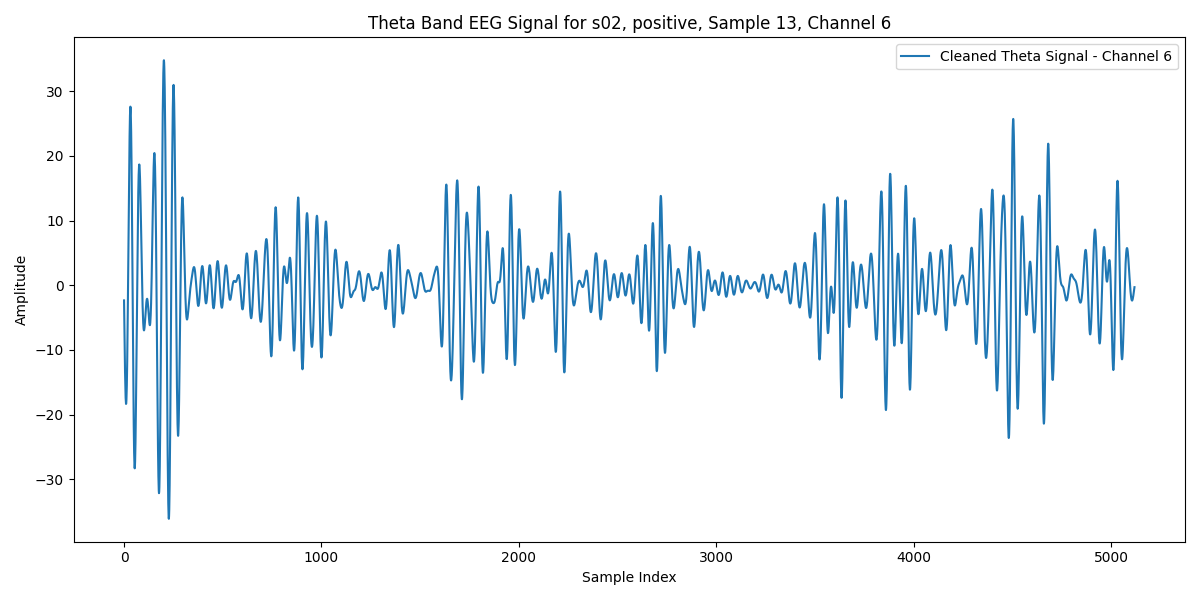 Theta Band EEG Signal for s02, positive, Sample 13, Channel 6
Cleaned Theta Signal - Channel 6
Amplitude
30
20
10
0
−10
−20
−30
0 1000 2000 3000 4000 5000
Sample Index